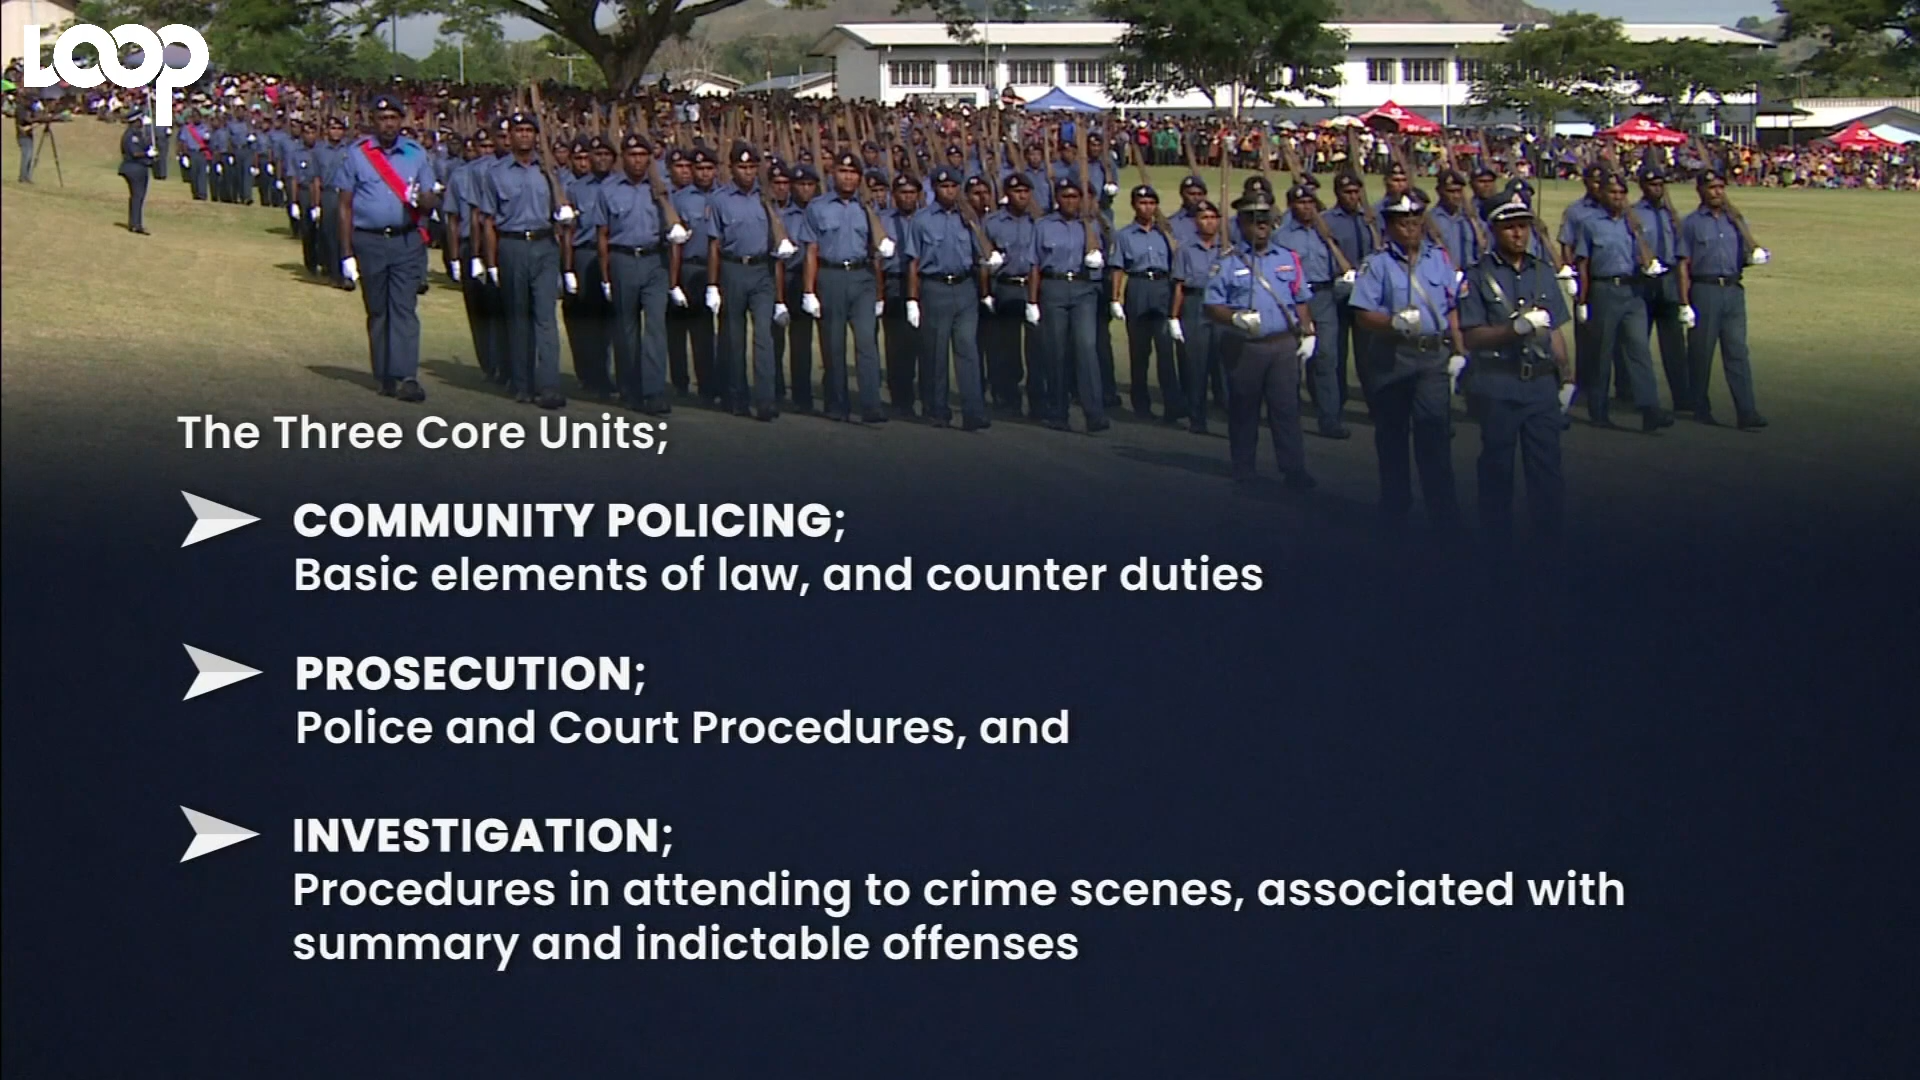 LOOP
The Three Core Units;
COMMUNITY POLICING;
Basic elements of law, and counter duties
PROSECUTION;
Police and Court Procedures, and
INVESTIGATION;
Procedures in attending to crime scenes, associated with
summary and indictable offenses